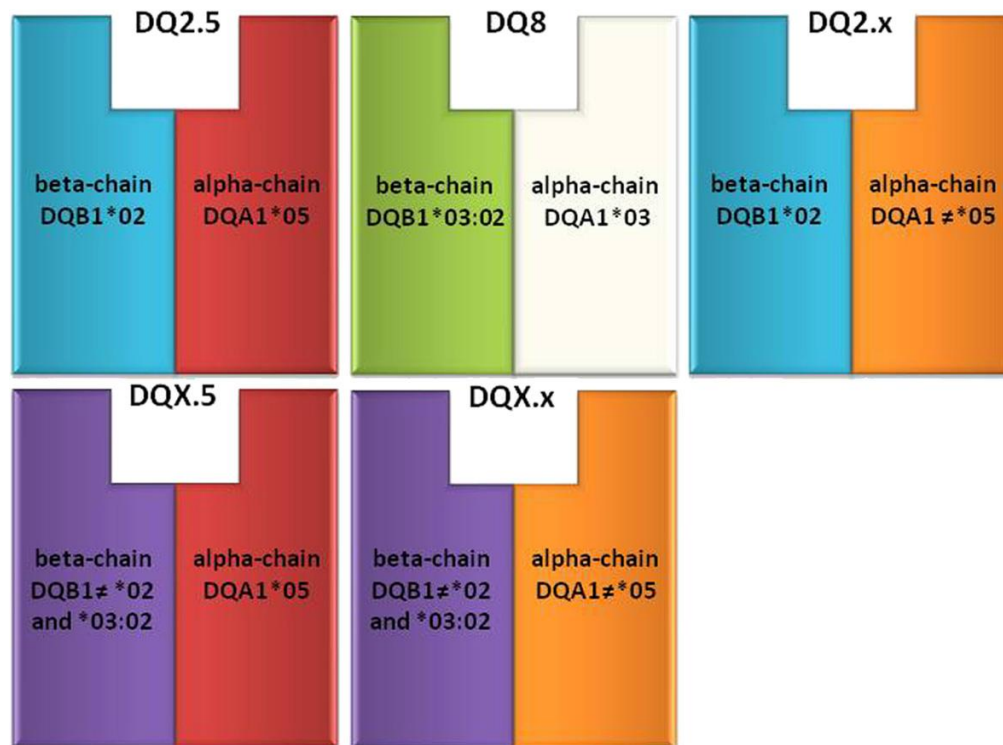 DQ2.5
beta-chain
DQB1*02
alpha-chain
DQA1*05
DQ8
beta-chain
DQB1*03:02
alpha-chain
DQA1*03
DQ2.x
beta-chain
DQB1*02
alpha-chain
DQA1 ≠*05
DQX.5
beta-chain
DQB1≠ *02
and *03:02
alpha-chain
DQA1*05
DQX.x
beta-chain
DQB1≠*02
and *03:02
alpha-chain
DQA1≠*05